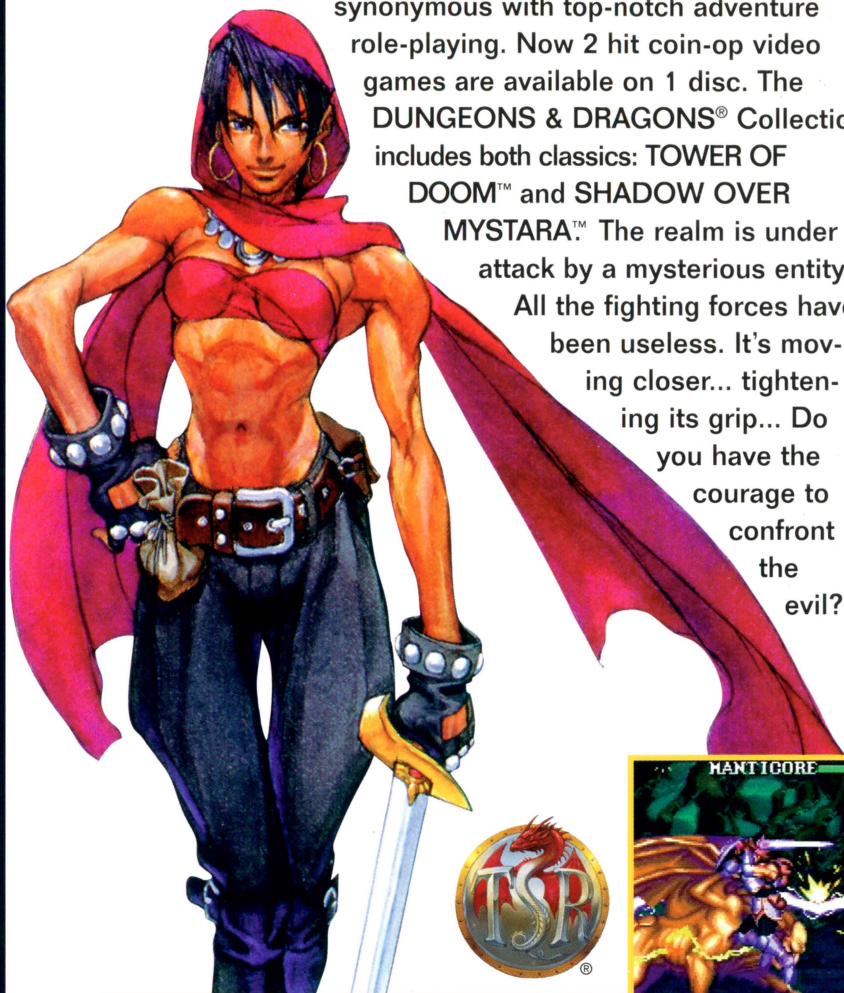 synonymous with top-notch adventure
role-playing. Now 2 hit coin-op video
games are available on 1 disc. The
DUNGEONS & DRAGONS® Collectio
includes both classics: TOWER OF
DOOM™ and SHADOW OVER
MYSTARA.™ The realm is under
attack by a mysterious entity
All the fighting forces have
been useless. It's mov-
ing closer... tighten-
ing its grip... Do
you have the
courage to
confront
the
evil?
MANTICORE
TSR
®